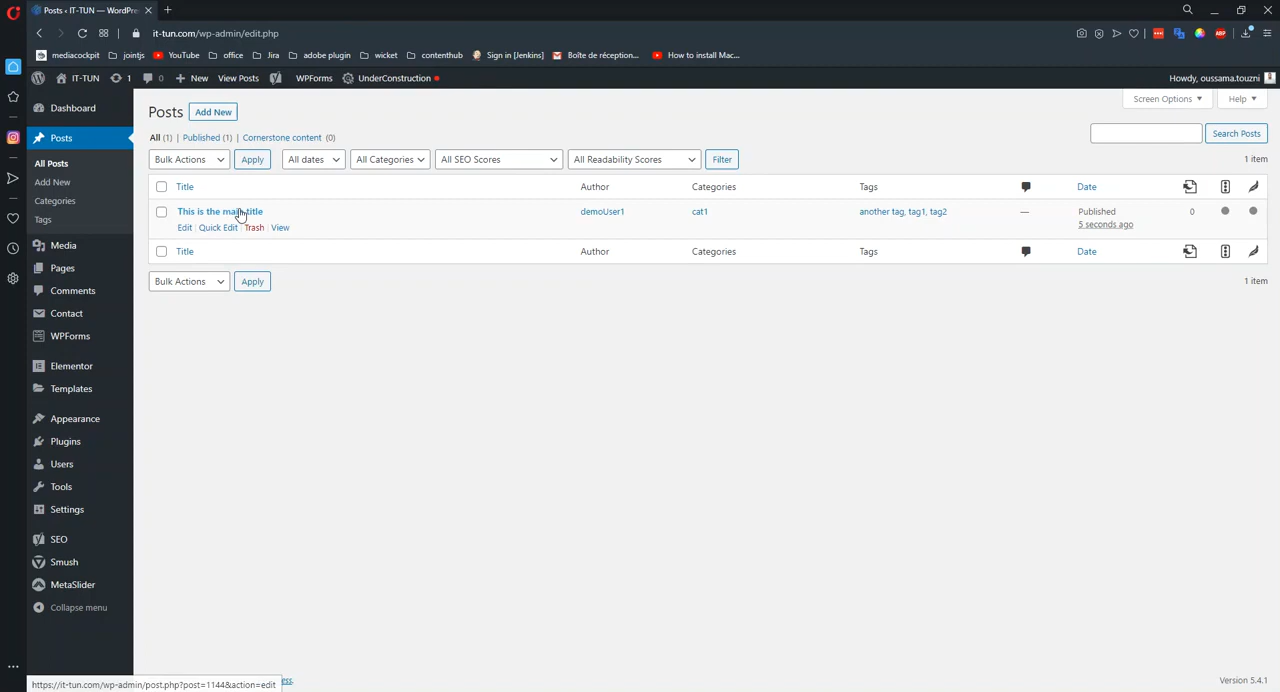 Posts ‹ IT-TUN — WordPre
it-tun.com/wp-admin/edit.php
mediacockpit jointjs YouTube office Jira adobe plugin wicket contenthub Sign in [Jenkins] Boîte de réception... How to install Mac...
IT-TUN 1 0 New View Posts WPForms UnderConstruction Howdy, oussama.touzni
Screen Options Help
Dashboard
Posts
All Posts
Add New
Categories
Tags
Media
Pages
Comments
Contact
WPForms
Elementor
Templates
Appearance
Plugins
Users
Tools
Settings
SEO
Smush
MetaSlider
Collapse menu
Posts Add New
All (1) | Published (1) | Cornerstone content (0)
Search Posts
Bulk Actions Apply All dates All Categories All SEO Scores All Readability Scores Filter
1 item
Title Author Categories Tags Date
This is the main title demoUser1 cat1 another tag, tag1, tag2 — Published 0
Edit | Quick Edit | Trash | View 5 seconds ago
Title Author Categories Tags Date
Bulk Actions Apply 1 item
https://it-tun.com/wp-admin/post.php?post=1144&action=edit
Version 5.4.1